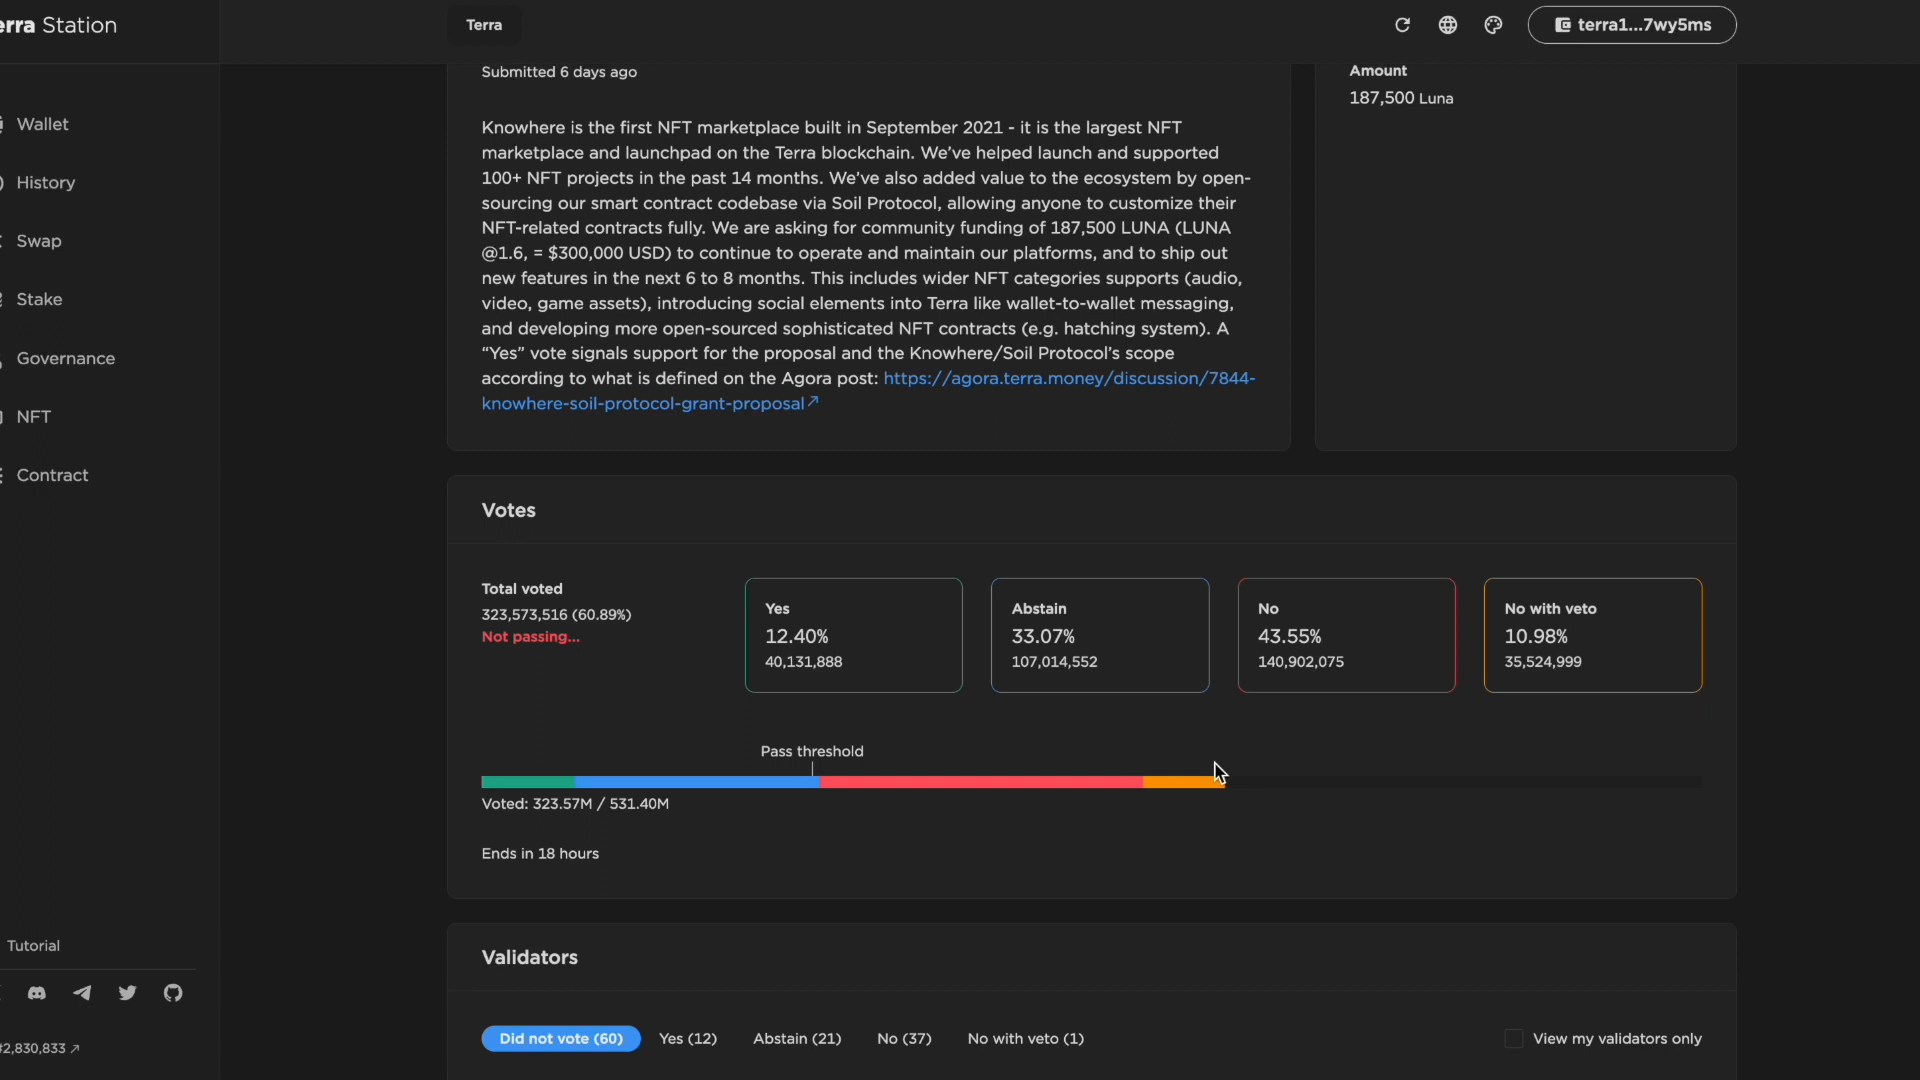 erra Station
Terra
terra1...7wy5ms
Wallet
History
Swap
Stake
Governance
NFT
Contract
Tutorial
#2,830,833
Submitted 6 days ago
Knowhere is the first NFT marketplace built in September 2021 - it is the largest NFT
marketplace and launchpad on the Terra blockchain. We’ve helped launch and supported
100+ NFT projects in the past 14 months. We’ve also added value to the ecosystem by open-
sourcing our smart contract codebase via Soil Protocol, allowing anyone to customize their
NFT-related contracts fully. We are asking for community funding of 187,500 LUNA (LUNA
@1.6, = $300,000 USD) to continue to operate and maintain our platforms, and to ship out
new features in the next 6 to 8 months. This includes wider NFT categories supports (audio,
video, game assets), introducing social elements into Terra like wallet-to-wallet messaging,
and developing more open-sourced sophisticated NFT contracts (e.g. hatching system). A
“Yes” vote signals support for the proposal and the Knowhere/Soil Protocol’s scope
according to what is defined on the Agora post: https://agora.terra.money/discussion/7844-
knowhere-soil-protocol-grant-proposal
Amount
187,500 Luna
Votes
Total voted
323,573,516 (60.89%)
Not passing...
Yes
12.40%
40,131,888
Abstain
33.07%
107,014,552
No
43.55%
140,902,075
No with veto
10.98%
35,524,999
Pass threshold
Voted: 323.57M / 531.40M
Ends in 18 hours
Validators
Did not vote (60) Yes (12) Abstain (21) No (37) No with veto (1)
View my validators only